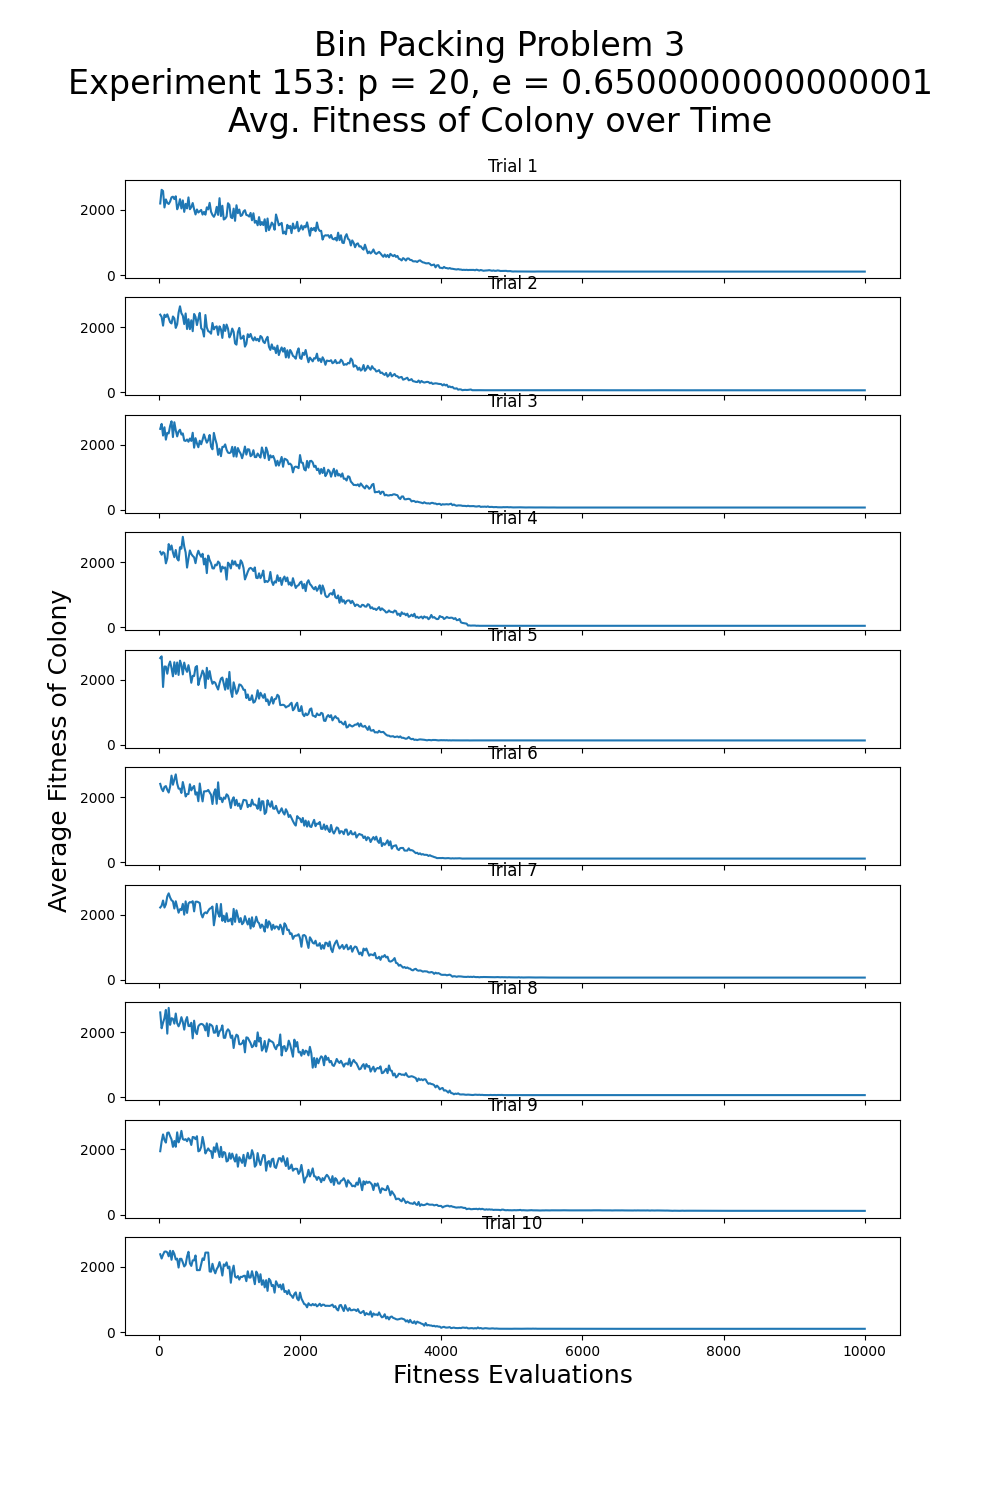 Bin Packing Problem 3
Experiment 153: p = 20, e = 0.6500000000000001
Avg. Fitness of Colony over Time
Trial 1
2000
0
Trial 2
2000
0
Trial 3
2000
0
Trial 4
2000
0
Trial 5
2000
0
Trial 6
2000
0
Trial 7
2000
0
Trial 8
2000
0
Trial 9
2000
0
Trial 10
2000
0
0 2000 4000 6000 8000 10000
Fitness Evaluations
Average Fitness of Colony